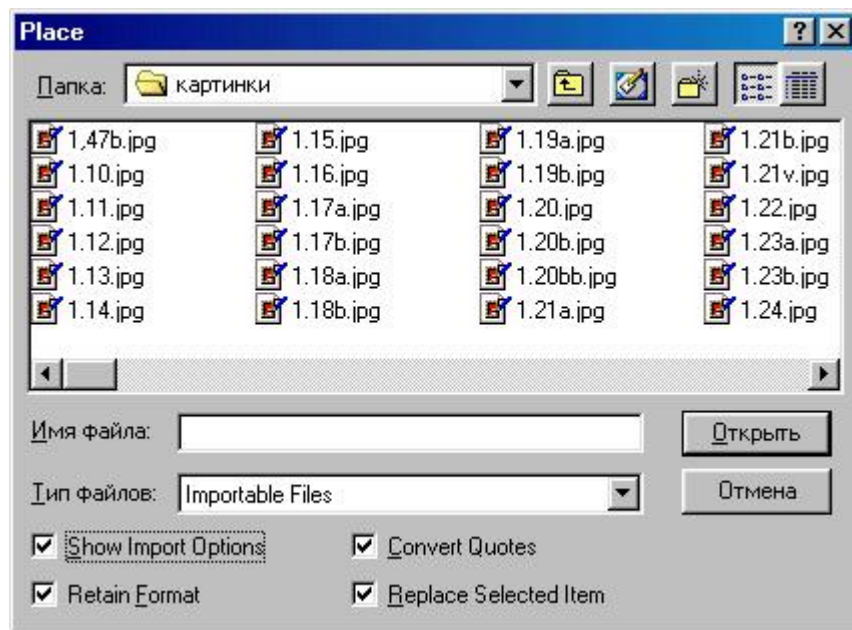 Place
Папка: картинки
1,47b.jpg 1.15.jpg 1.19a.jpg 1.21b.jpg
1.10.jpg 1.16.jpg 1.19b.jpg 1.21v.jpg
1.11.jpg 1.17a.jpg 1.20.jpg 1.22.jpg
1.12.jpg 1.17b.jpg 1.20b.jpg 1.23a.jpg
1.13.jpg 1.18a.jpg 1.20bb.jpg 1.23b.jpg
1.14.jpg 1.18b.jpg 1.21a.jpg 1.24.jpg
Имя файла: Открыть
Тип файлов: Importable Files Отмена
Show Import Options Convert Quotes
Retain Format Replace Selected Item